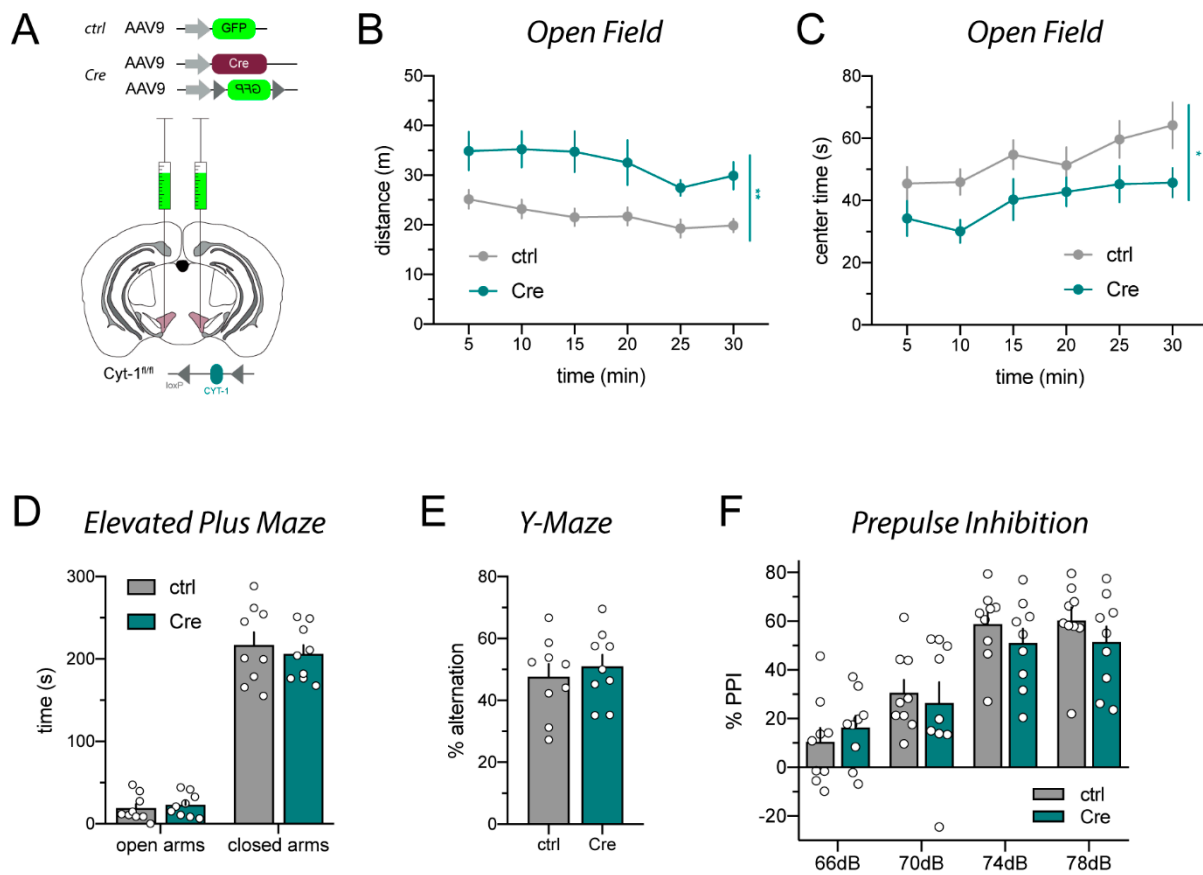 A
ctrl AAV9 GFP
Cre AAV9 Cre
AAV9 GFP
Cyt-1fl/fl
loxP
CYT-1
B
Open Field
distance (m)
50
40
30
20
10
0
ctrl
Cre
**
5 10 15 20 25 30
time (min)
C
Open Field
center time (s)
80
60
40
20
0
ctrl
Cre
*
5 10 15 20 25 30
time (min)
D
Elevated Plus Maze
time (s)
300
200
100
0
ctrl
Cre
open arms closed arms
E
Y-Maze
% alternation
80
60
40
20
0
ctrl Cre
F
Prepulse Inhibition
% PPI
80
60
40
20
0
-20
ctrl
Cre
66dB 70dB 74dB 78dB